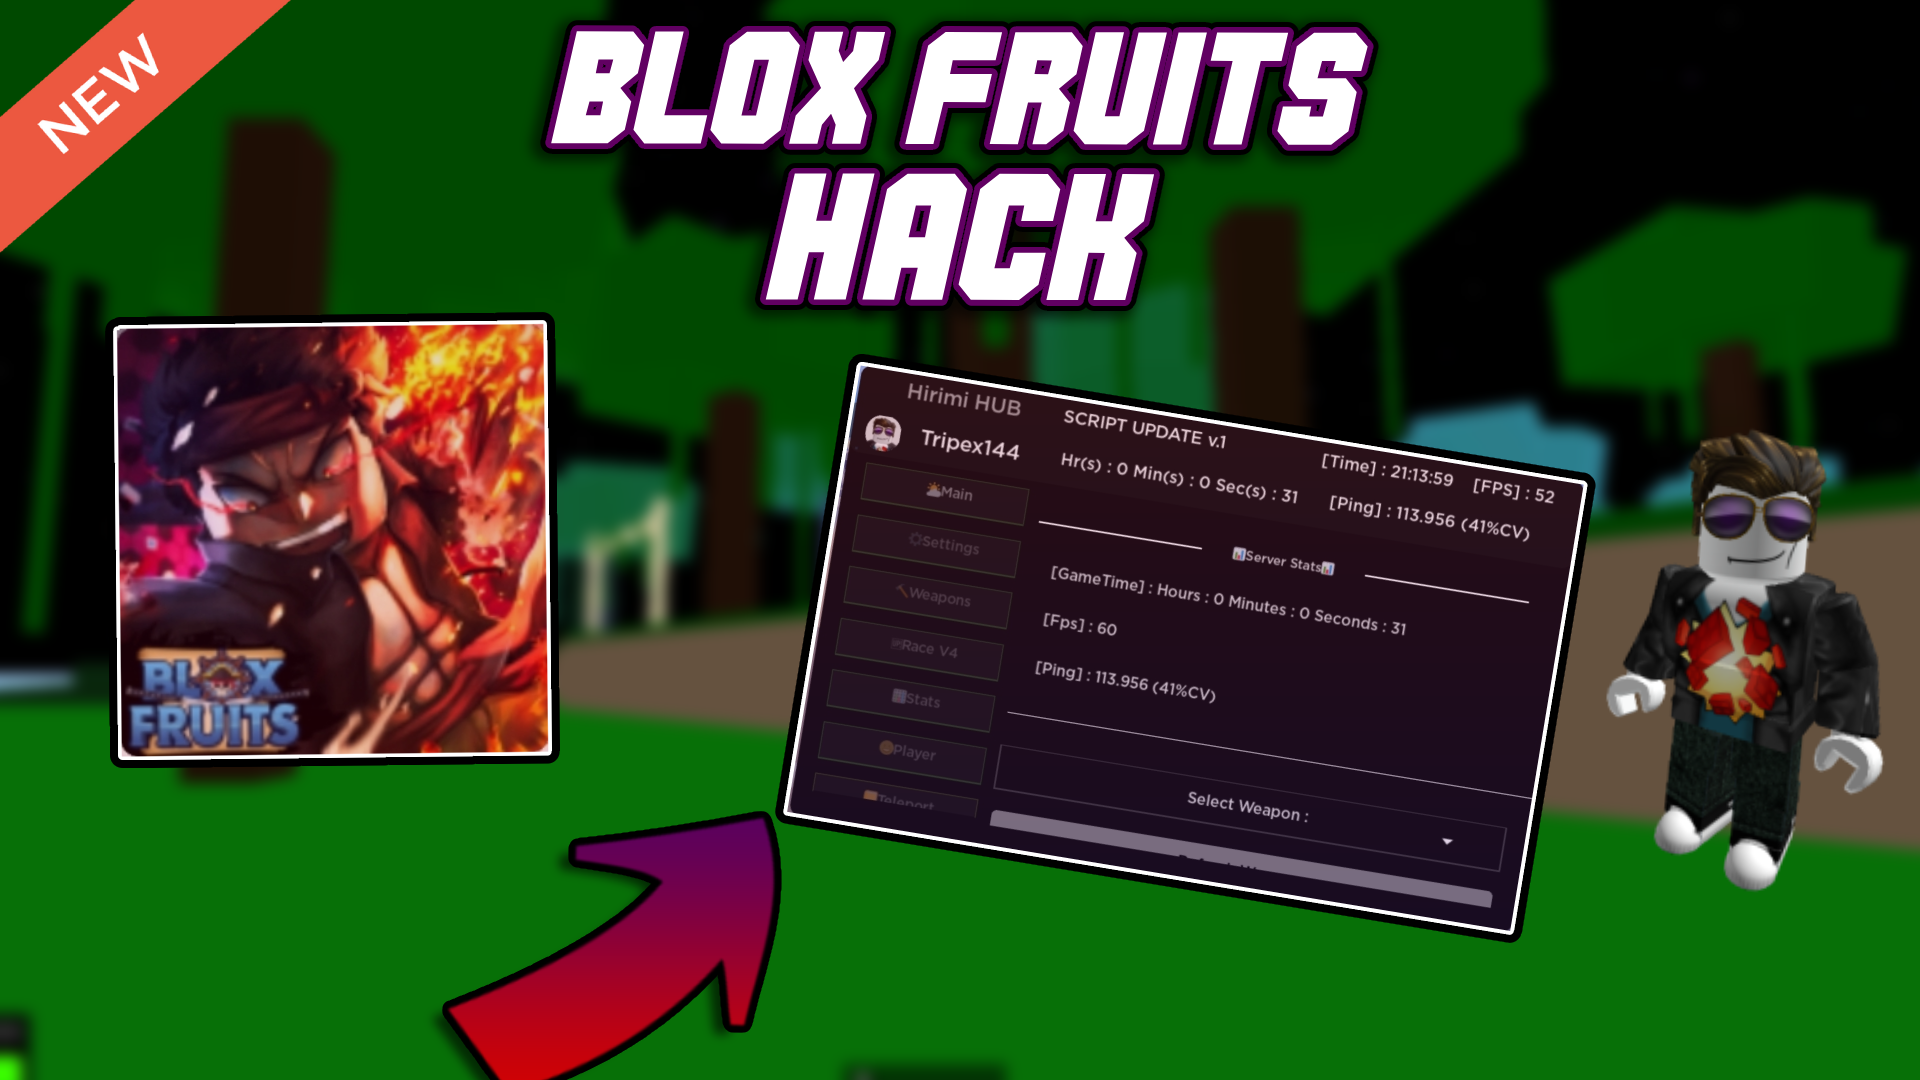 NEW
BLOX FRUITS
HACK
BLOX
FRUITS
Hirimi HUB
SCRIPT UPDATE v.1
[Time] : 21:13:59
[FPS] : 52
Tripex144
Hr(s) : 0 Min(s) : 0 Sec(s) : 31
[Ping] : 113.956 (41%CV)
Main
Settings
Weapons
Race V4
Stats
Player
Teleport
Server Stats
[GameTime] : Hours : 0 Minutes : 0 Seconds : 31
[Fps] : 60
[Ping] : 113.956 (41%CV)
Select Weapon :